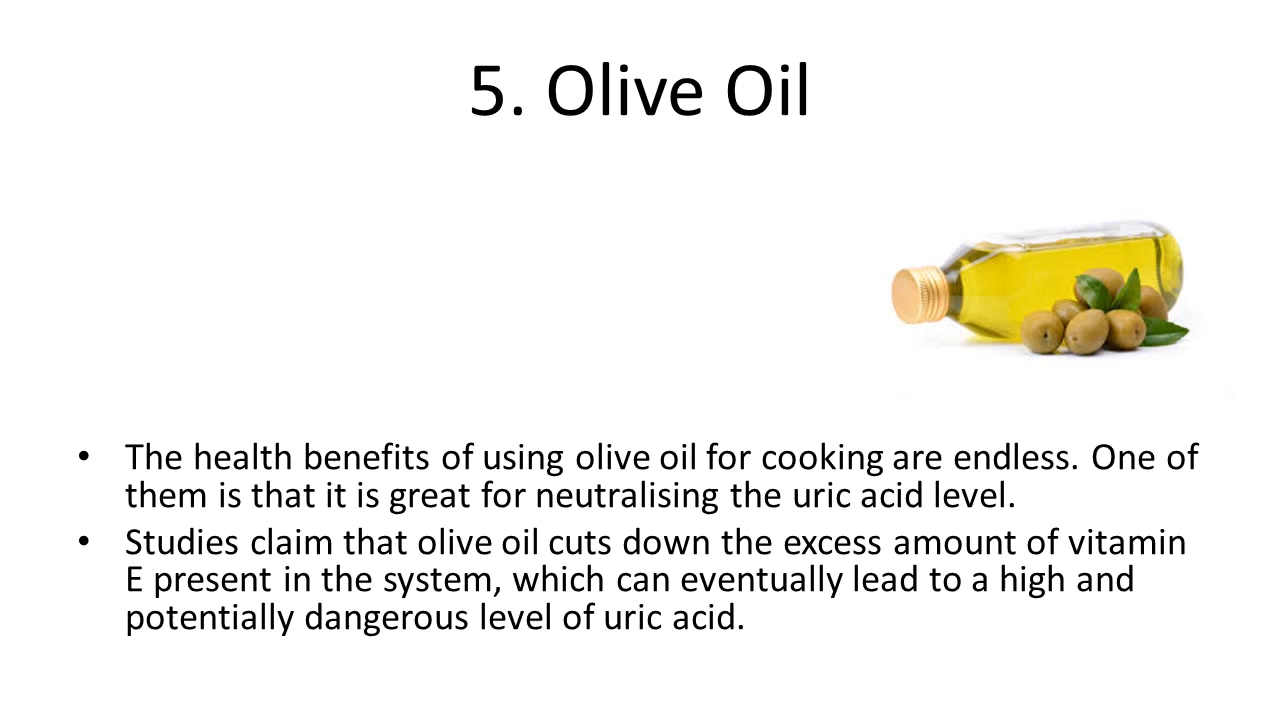 5. Olive Oil
• The health benefits of using olive oil for cooking are endless. One of
them is that it is great for neutralising the uric acid level.
• Studies claim that olive oil cuts down the excess amount of vitamin
E present in the system, which can eventually lead to a high and
potentially dangerous level of uric acid.